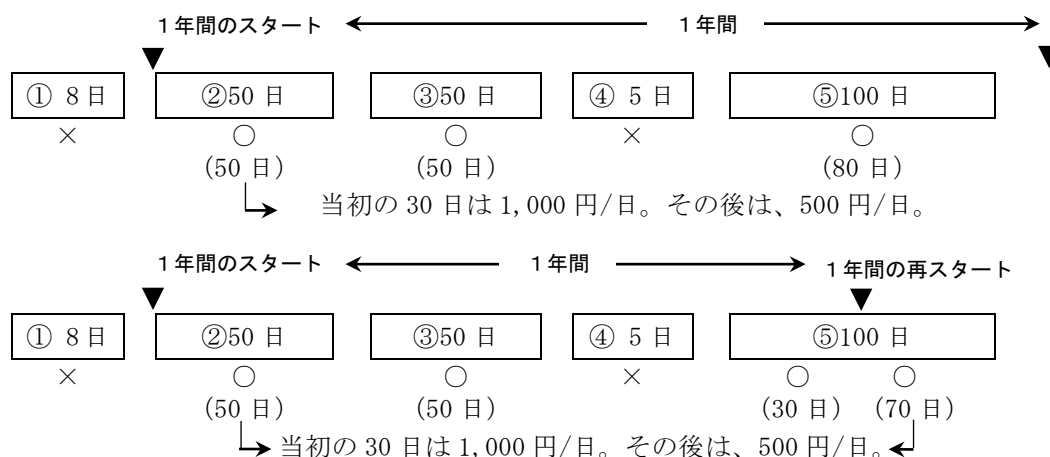 １年間のスタート １年間
① 8日 ②50 日 ③50 日 ④ 5 日 ⑤100 日
× ○ ○ × ○
(50 日) (50 日) (80 日)
当初の 30 日は 1,000 円/日。その後は、500 円/日。
１年間のスタート １年間 １年間の再スタート
① 8日 ②50 日 ③50 日 ④ 5 日 ⑤100 日
× ○ ○ × ○ ○
(50 日) (50 日) (30 日) (70 日)
当初の 30 日は 1,000 円/日。その後は、500 円/日。